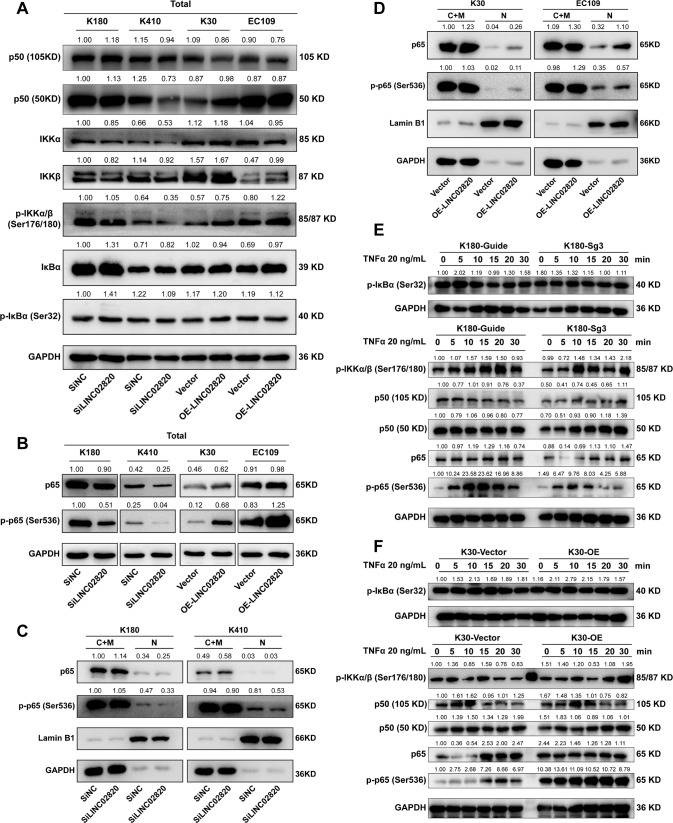 A
Total
K180 K410 K30 EC109
1.00 1.18 1.15 0.94 1.09 0.86 0.90 0.76
p50 (105KD) 105 KD
1.00 1.13 1.25 0.73 0.87 0.98 0.87 0.87
p50 (50KD) 50 KD
1.00 0.85 0.66 0.53 1.12 1.18 1.04 0.95
IKKα 85 KD
1.00 0.82 1.14 0.92 1.57 1.67 0.47 0.99
IKKβ 87 KD
1.00 1.05 0.64 0.35 0.57 0.75 0.80 1.22
p-IKKα/β
(Ser176/180) 85/87 KD
1.00 1.31 0.71 0.82 1.02 0.94 0.69 0.97
IκBα 39 KD
1.00 1.41 1.22 1.09 1.17 1.20 1.19 1.12
p-IκBα (Ser32) 40 KD
GAPDH 36 KD
SiNC SiLINC02820 SiNC SiLINC02820 Vector OE-LINC02820 Vector OE-LINC02820
B
Total
K180 K410 K30 EC109
1.00 0.90 0.42 0.25 0.46 0.62 0.91 0.98
p65 65KD
1.00 0.51 0.25 0.04 0.12 0.68 0.83 1.25
p-p65 (Ser536) 65KD
GAPDH 36KD
SiNC SiLINC02820 SiNC SiLINC02820 Vector OE-LINC02820 Vector OE-LINC02820
C
K180 K410
C+M N C+M N
1.00 1.14 0.34 0.25 0.49 0.58 0.03 0.03
p65 65KD
1.00 1.05 0.47 0.33 0.94 0.90 0.81 0.53
p-p65 (Ser536) 65KD
Lamin B1 66KD
GAPDH 36KD
SiNC SiLINC02820 SiNC SiLINC02820 SiNC SiLINC02820 SiNC SiLINC02820
D
K30 EC109
C+M N C+M N
1.00 1.23 0.04 0.26 1.09 1.30 0.32 1.10
p65 65KD
1.00 1.03 0.02 0.11 0.98 1.29 0.35 0.57
p-p65 (Ser536) 65KD
Lamin B1 66KD
GAPDH 36KD
Vector OE-LINC02820 Vector OE-LINC02820 Vector OE-LINC02820 Vector OE-LINC02820
E
K180-Guide K180-Sg3
TNFα 20 ng/mL 0 5 10 15 20 30 0 5 10 15 20 30 min
1.00 2.02 1.19 0.99 1.30 1.58 1.80 1.35 1.32 1.15 1.00 1.11
p-IκBα (Ser32) 40 KD
GAPDH 36 KD
K180-Guide K180-Sg3
TNFα 20 ng/mL 0 5 10 15 20 30 0 5 10 15 20 30 min
1.00 1.07 1.57 1.59 1.50 0.93 0.99 0.72 1.48 1.34 1.43 2.18
p-IKKα/β (Ser176/180) 85/87 KD
1.00 0.77 1.01 0.91 0.76 0.37 0.50 0.41 0.74 0.45 0.65 1.11
p50 (105 KD) 105 KD
1.00 0.79 1.06 0.96 0.80 0.77 0.70 0.51 0.93 0.90 1.18 1.39
p50 (50 KD) 50 KD
1.00 0.97 1.19 1.29 1.16 0.74 0.88 0.14 0.69 1.13 1.10 1.47
p65 65 KD
1.00 10.24 23.58 23.62 16.96 8.86 1.49 6.47 9.76 8.03 4.25 5.88
p-p65 (Ser536) 65 KD
GAPDH 36 KD
F
K30-Vector K30-OE
TNFα 20 ng/mL 0 5 10 15 20 30 0 5 10 15 20 30 min
1.00 1.53 2.13 1.69 1.89 1.81 1.16 2.11 2.79 2.15 1.79 1.57
p-IκBα (Ser32) 40 KD
GAPDH 36 KD
K30-Vector K30-OE
TNFα 20 ng/mL 0 5 10 15 20 30 0 5 10 15 20 30 min
1.00 1.36 0.85 1.59 0.76 0.83 1.51 1.40 1.20 0.53 1.08 1.95
p-IKKα/β (Ser176/180) 85/87 KD
1.00 1.61 1.62 0.95 1.01 1.25 1.67 1.48 1.35 1.01 0.75 0.82
p50 (105 KD) 105 KD
1.00 1.39 1.50 1.34 1.50 1.99 1.51 1.83 1.06 0.89 1.06 1.01
p50 (50 KD) 50 KD
1.00 0.36 0.54 2.53 2.00 2.47 2.44 2.23 1.46 1.26 1.28 1.11
p65 65 KD
1.00 2.75 2.68 7.26 8.66 6.97 10.38 13.61 11.09 10.52 10.72 8.79
p-p65 (Ser536) 65 KD
GAPDH 36 KD